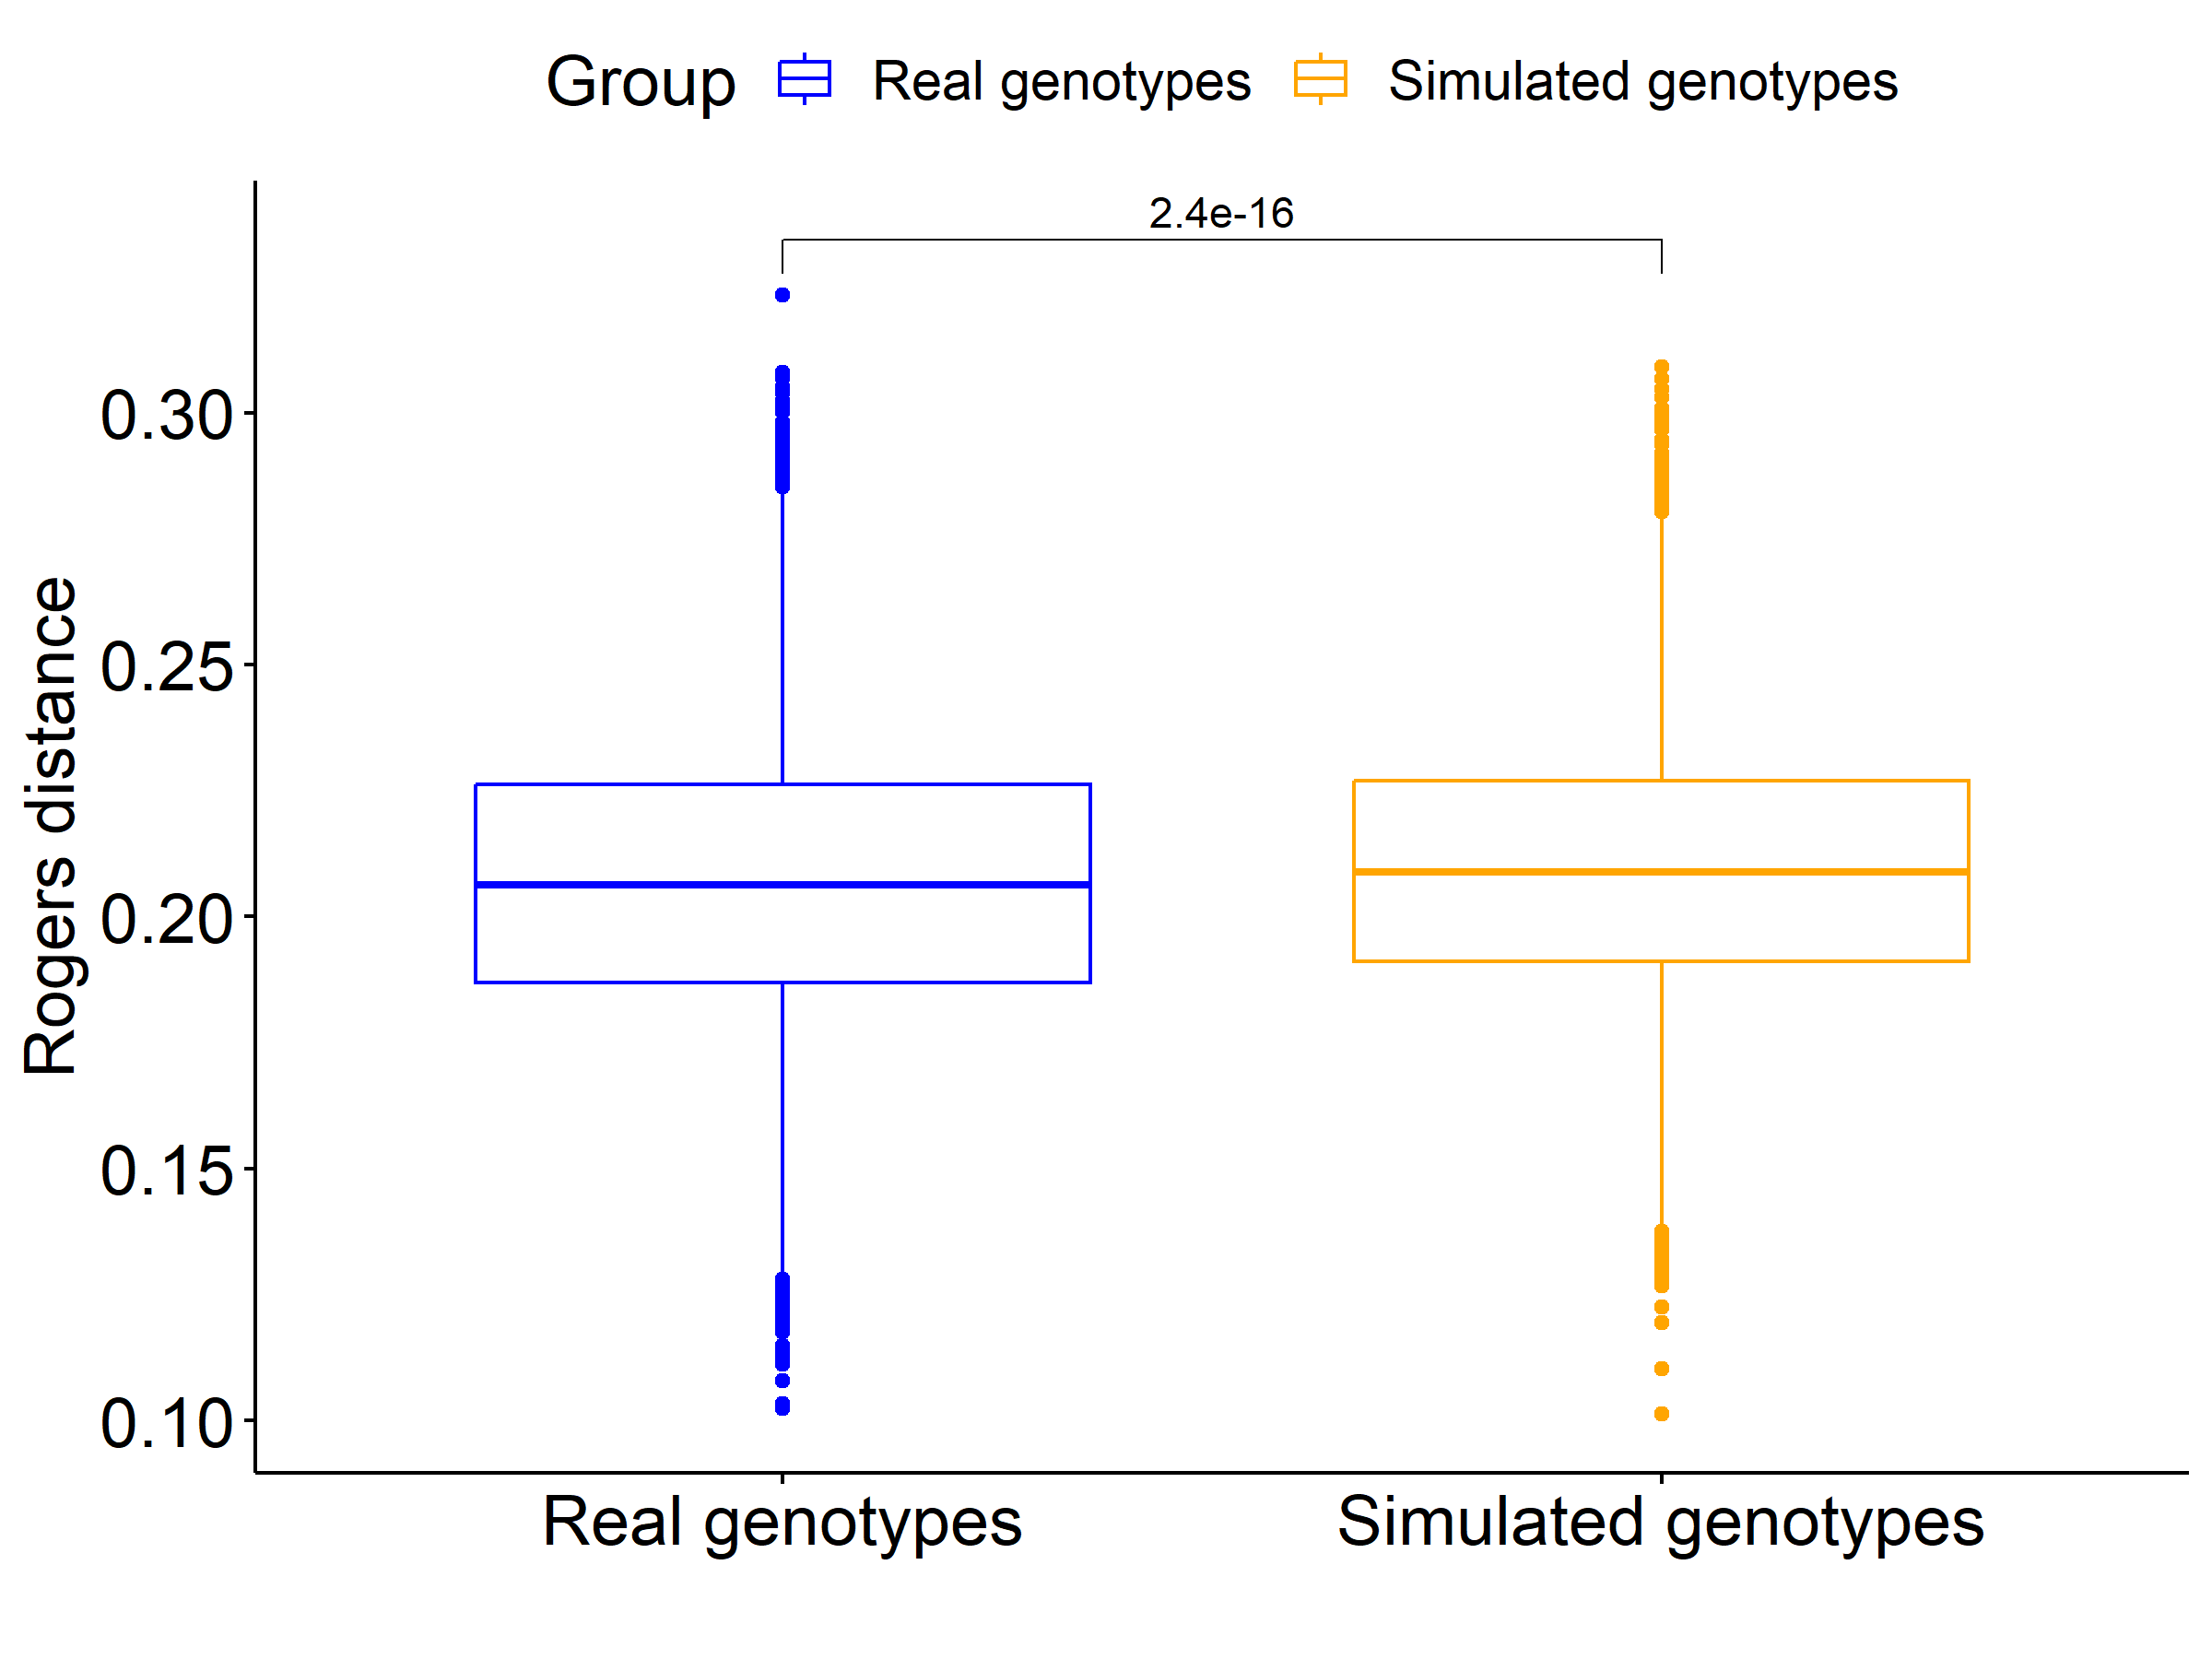 Group Real genotypes Simulated genotypes
2.4e-16
0.30
0.25
0.20
0.15
0.10
Rogers distance
Real genotypes Simulated genotypes